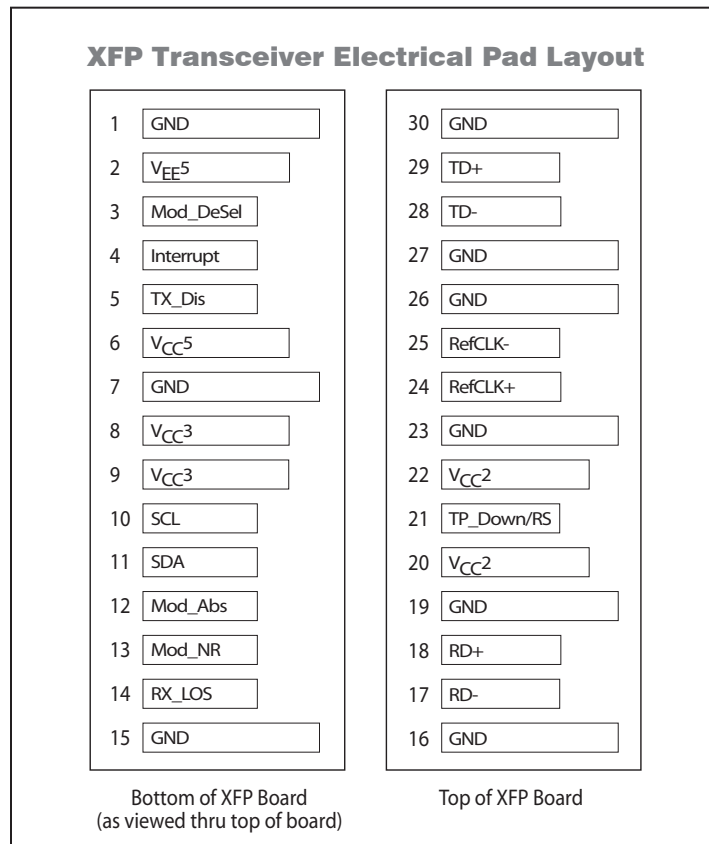 XFP Transceiver Electrical Pad Layout
1 GND
2 VEE5
3 Mod_DeSel
4 Interrupt
5 TX_Dis
6 VCC5
7 GND
8 VCC3
9 VCC3
10 SCL
11 SDA
12 Mod_Abs
13 Mod_NR
14 RX_LOS
15 GND
Bottom of XFP Board
(as viewed thru top of board)
30 GND
29 TD+
28 TD-
27 GND
26 GND
25 RefCLK-
24 RefCLK+
23 GND
22 VCC2
21 TP_Down/RS
20 VCC2
19 GND
18 RD+
17 RD-
16 GND
Top of XFP Board